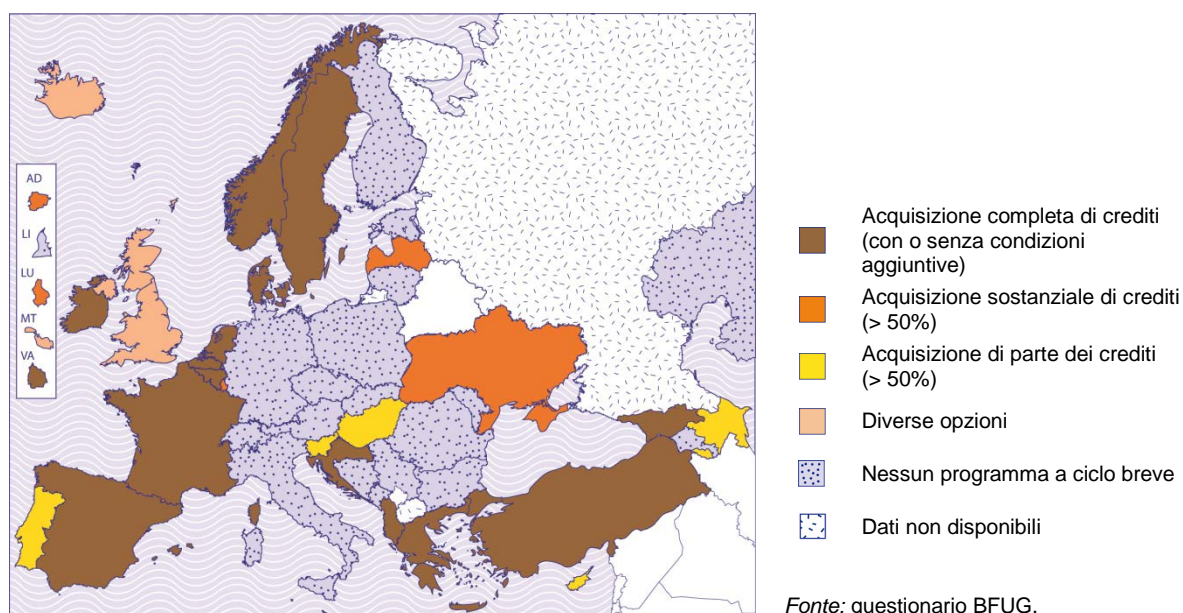 AD
LI
LU
MT
VA
Acquisizione completa di crediti
(con o senza condizioni
aggiuntive)
Acquisizione sostanziale di crediti
(> 50%)
Acquisizione di parte dei crediti
(> 50%)
Diverse opzioni
Nessun programma a ciclo breve
Dati non disponibili
Fonte: questionario BFUG.